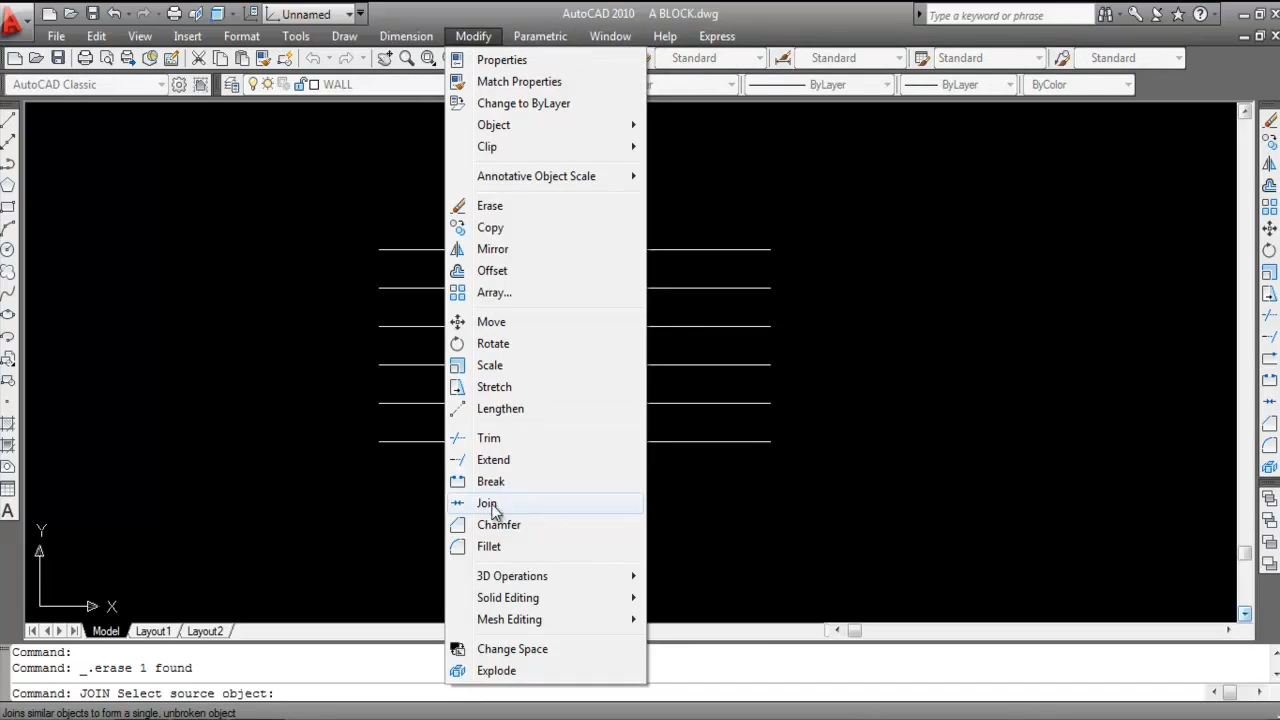 Unnamed
AutoCAD 2010 A BLOCK.dwg
Type a keyword or phrase
File Edit View Insert Format Tools Draw Dimension Modify Parametric Window Help Express
Standard Standard Standard
AutoCAD Classic WALL ByLayer ByLayer ByColor
Properties
Match Properties
Change to ByLayer
Object
Clip
Annotative Object Scale
Erase
Copy
Mirror
Offset
Array...
Move
Rotate
Scale
Stretch
Lengthen
Trim
Extend
Break
Join
Chamfer
Fillet
3D Operations
Solid Editing
Mesh Editing
Change Space
Explode
A
Y
X
Model Layout1 Layout2
Command:
Command: _.erase 1 found
Command: JOIN Select source object:
Joins similar objects to form a single, unbroken object